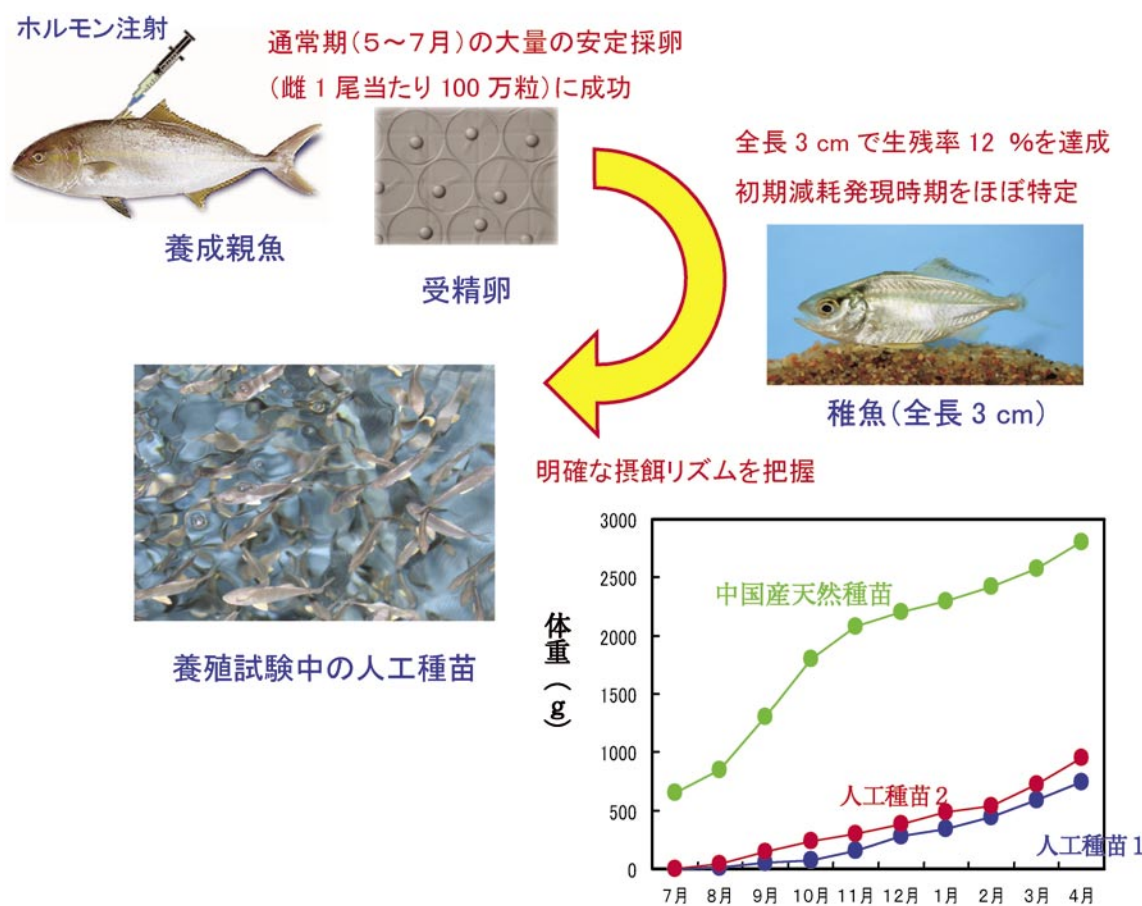 ホルモン注射
通常期(5～7月)の大量の安定採卵
(雌1尾当たり100万粒)に成功
養成親魚
受精卵
全長3 cmで生残率12 %を達成
初期減耗発現時期をほぼ特定
稚魚(全長3 cm)
養殖試験中の人工種苗
明確な摂餌リズムを把握
体重(g)
3000
2500
2000
1500
1000
500
0
中国産天然種苗
人工種苗2
人工種苗1
7月 8月 9月 10月 11月 12月 1月 2月 3月 4月